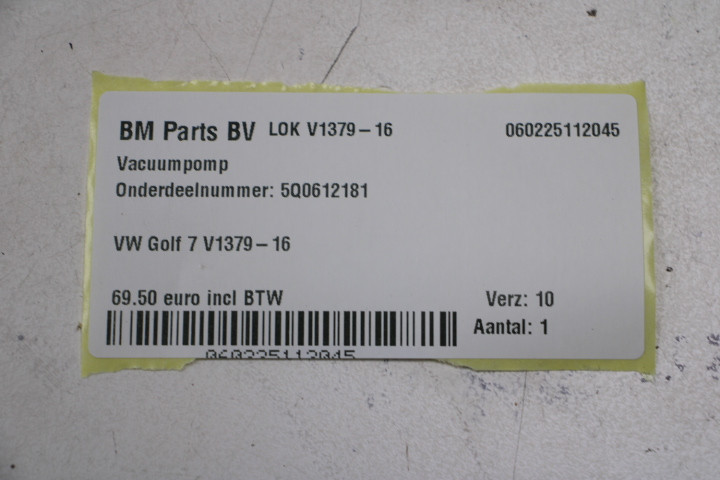 BM Parts BV LOK V1379-16 060225112045
Vacuumpomp
Onderdeelnummer: 5Q0612181
VW Golf 7 V1379-16
69.50 euro incl BTW Verz: 10
Aantal: 1
060225112045